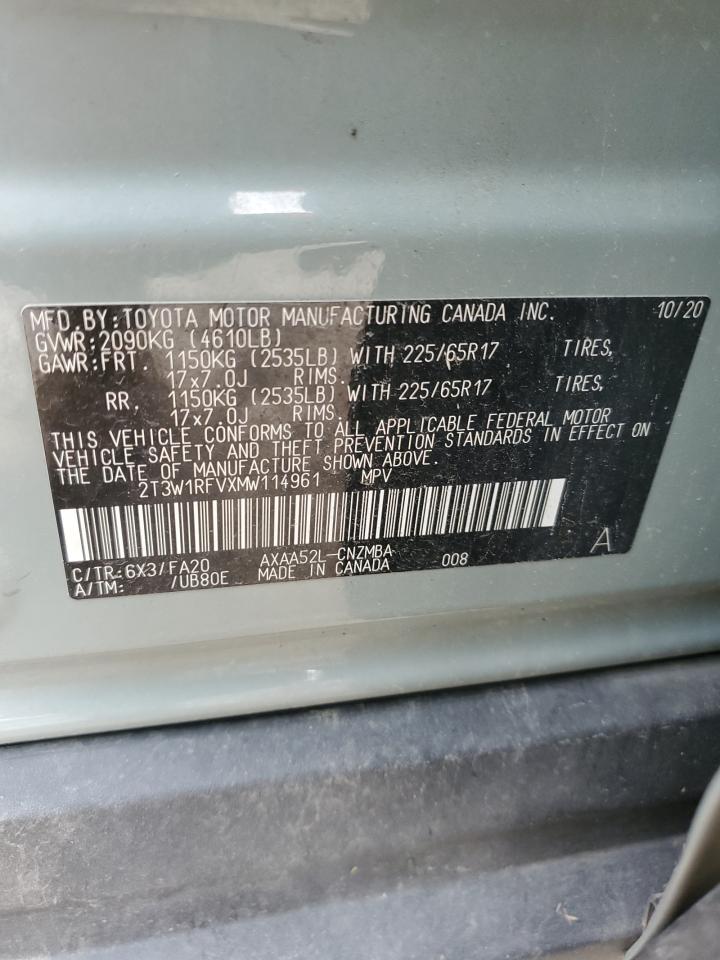 MFD.BY:TOYOTA MOTOR MANUFACTURING CANADA INC. 10/20
GVWR:2090KG (4610LB)
GAWR:FRT. 1150KG (2535LB) WITH 225/65R17 TIRES,
17x7.0J RIMS.
RR. 1150KG (2535LB) WITH 225/65R17 TIRES,
17x7.0J RIMS.
THIS VEHICLE CONFORMS TO ALL APPLICABLE FEDERAL MOTOR
VEHICLE SAFETY AND THEFT PREVENTION STANDARDS IN EFFECT ON
THE DATE OF MANUFACTURE SHOWN ABOVE.
2T3W1RFVXMW114961 MPV
C/TR:6X3/FA20 AXAA52L-CNZMBA 008 A
A/TM: /UB80E MADE IN CANADA